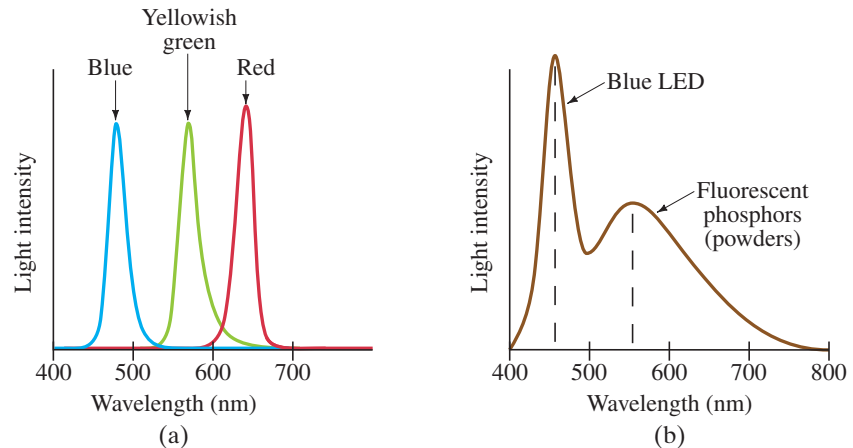 Yellowish
green
Blue
Red
Light intensity
400 500 600 700
Wavelength (nm)
(a)
Blue LED
Fluorescent
phosphors
(powders)
Light intensity
400 500 600 700 800
Wavelength (nm)
(b)